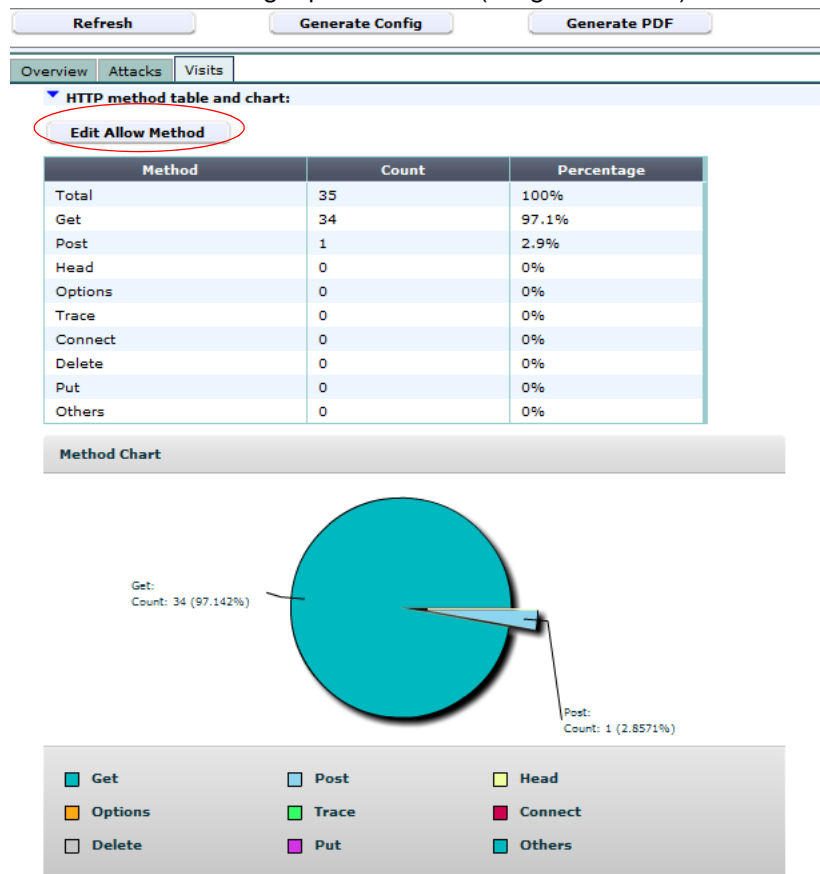 Refresh Generate Config Generate PDF
Overview Attacks Visits
HTTP method table and chart:
Edit Allow Method
Method Count Percentage
Total 35 100%
Get 34 97.1%
Post 1 2.9%
Head 0 0%
Options 0 0%
Trace 0 0%
Connect 0 0%
Delete 0 0%
Put 0 0%
Others 0 0%
Method Chart
Get:
Count: 34 (97.142%)
Post:
Count: 1 (2.8571%)
Get Post Head
Options Trace Connect
Delete Put Others